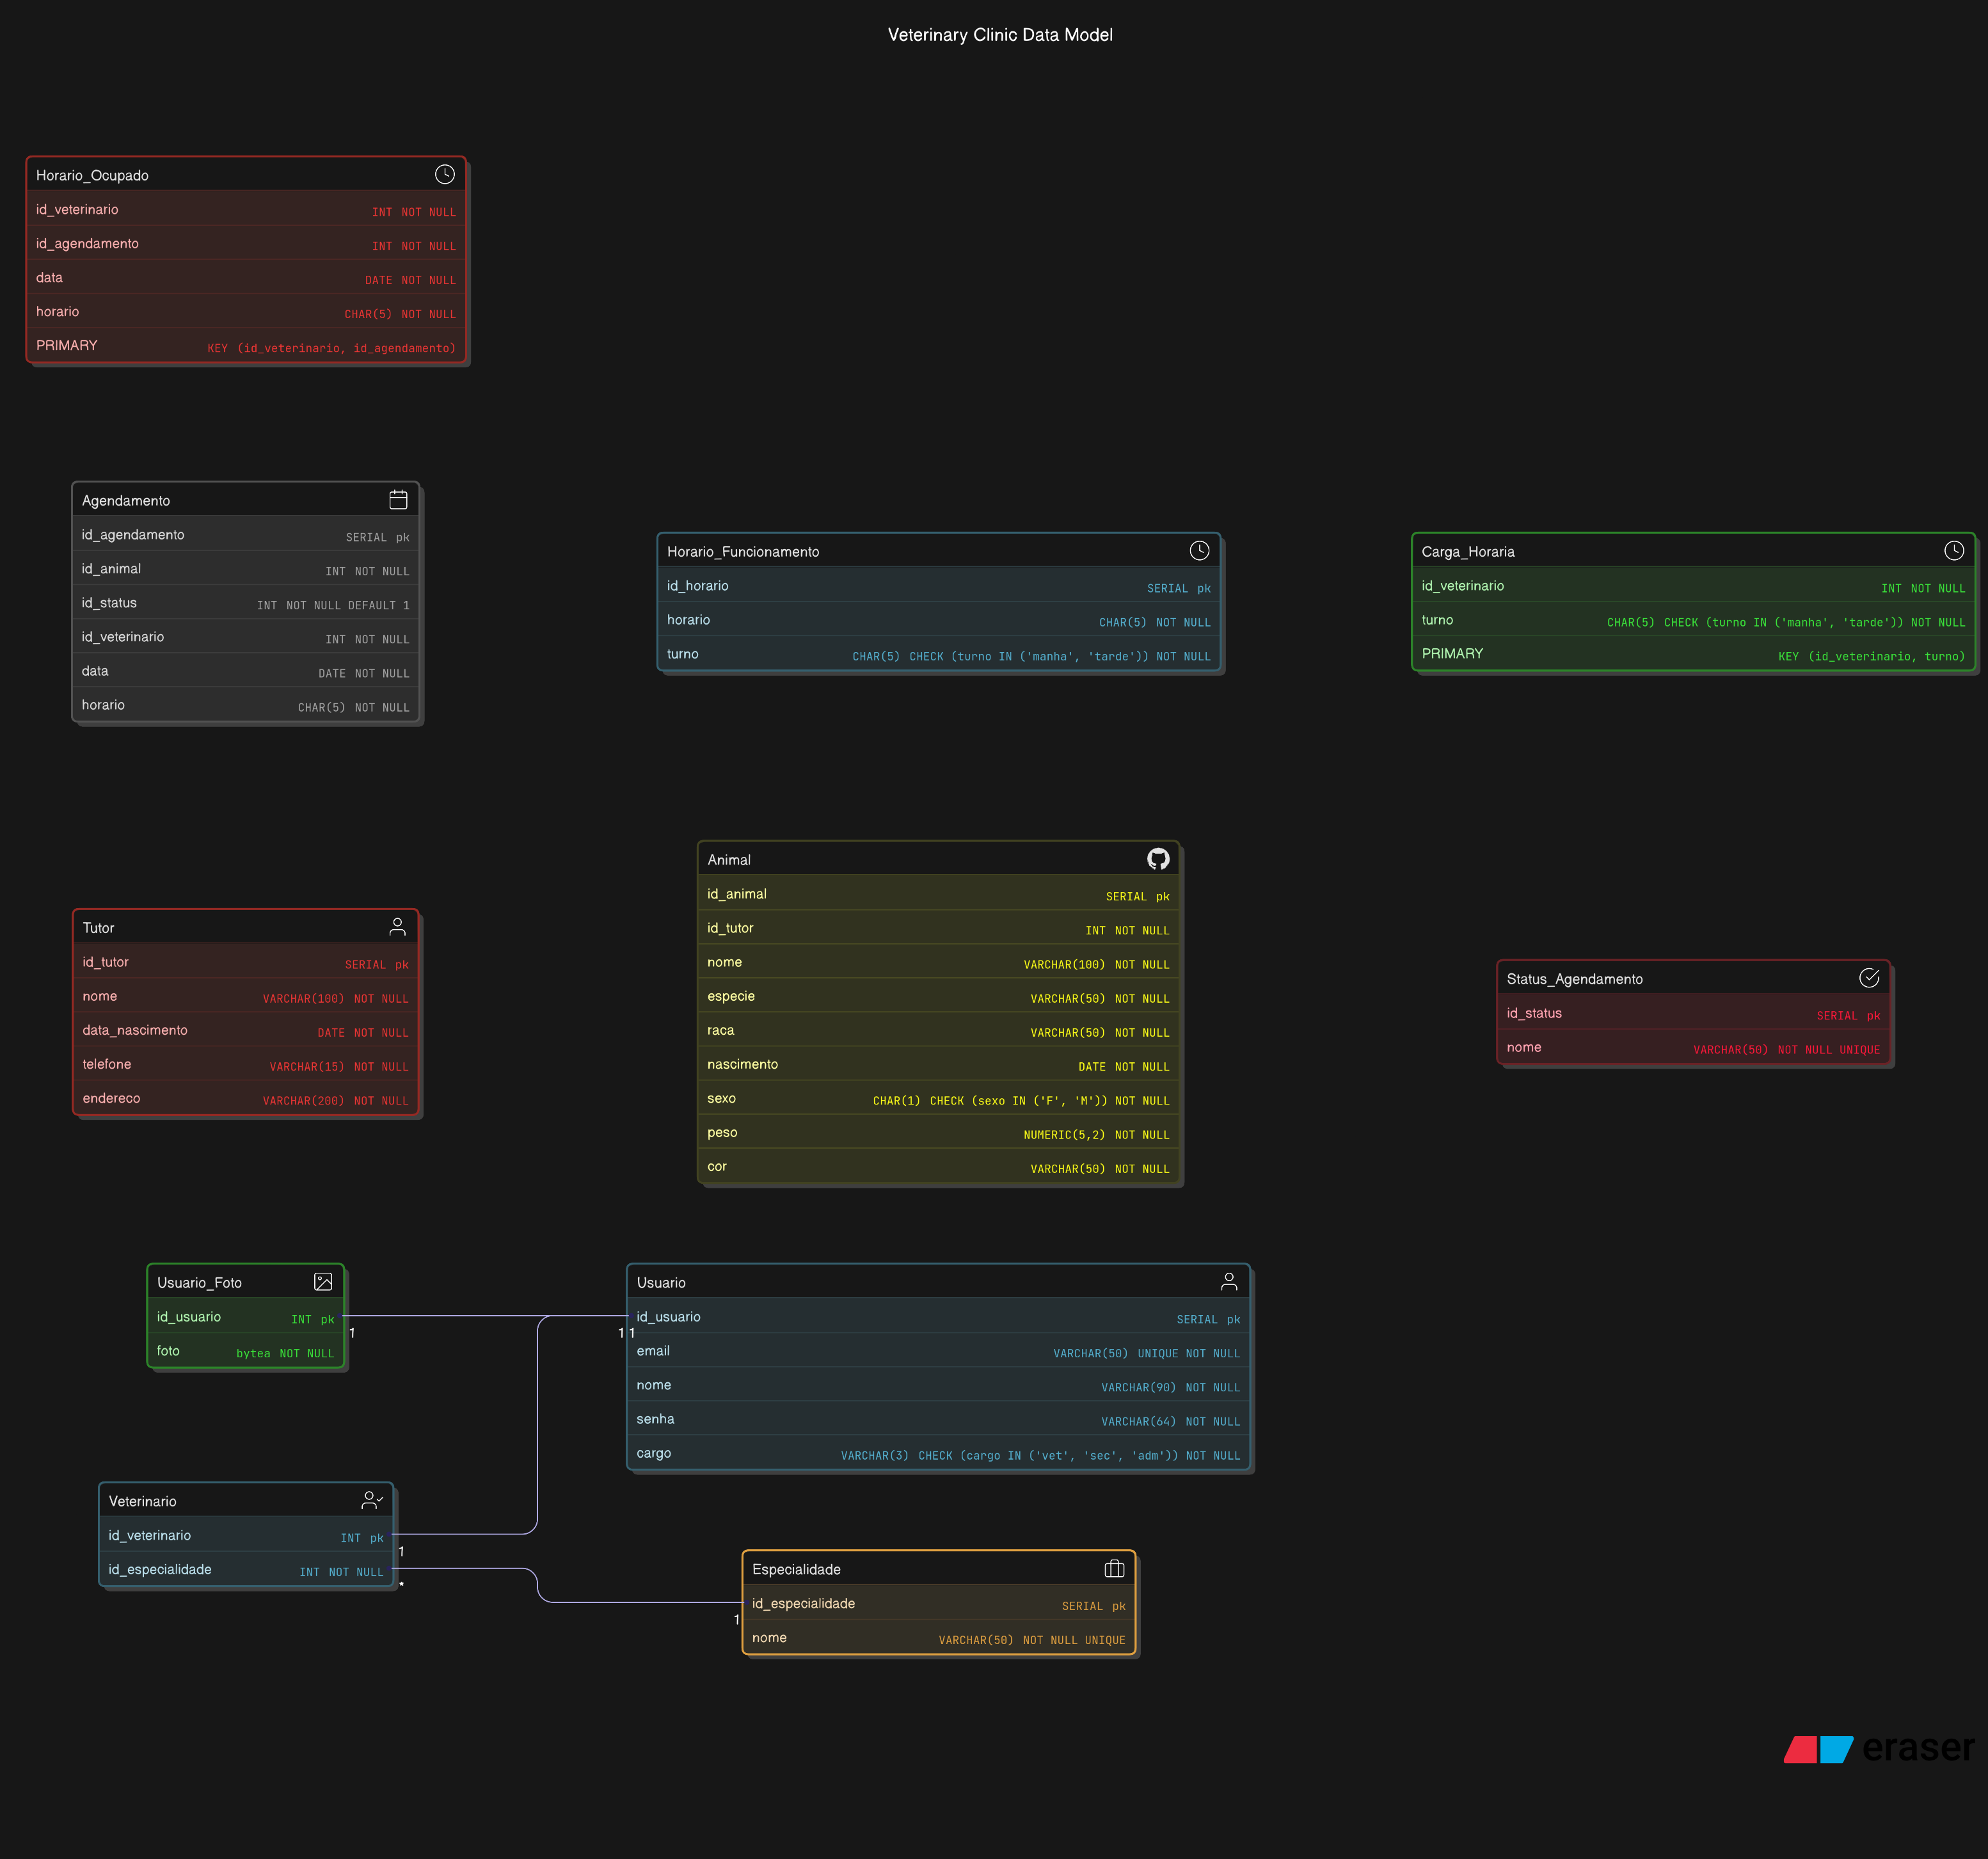 Veterinary Clinic Data Model
Horario_Ocupado
id_veterinario INT NOT NULL
id_agendamento INT NOT NULL
data DATE NOT NULL
horario CHAR(5) NOT NULL
PRIMARY KEY (id_veterinario, id_agendamento)
Agendamento
id_agendamento SERIAL pk
id_animal INT NOT NULL
id_status INT NOT NULL DEFAULT 1
id_veterinario INT NOT NULL
data DATE NOT NULL
horario CHAR(5) NOT NULL
Horario_Funcionamento
id_horario SERIAL pk
horario CHAR(5) NOT NULL
turno CHAR(5) CHECK (turno IN ('manha', 'tarde')) NOT NULL
Carga_Horaria
id_veterinario INT NOT NULL
turno CHAR(5) CHECK (turno IN ('manha', 'tarde')) NOT NULL
PRIMARY KEY (id_veterinario, turno)
Tutor
id_tutor SERIAL pk
nome VARCHAR(100) NOT NULL
data_nascimento DATE NOT NULL
telefone VARCHAR(15) NOT NULL
endereco VARCHAR(200) NOT NULL
Animal
id_animal SERIAL pk
id_tutor INT NOT NULL
nome VARCHAR(100) NOT NULL
especie VARCHAR(50) NOT NULL
raca VARCHAR(50) NOT NULL
nascimento DATE NOT NULL
sexo CHAR(1) CHECK (sexo IN ('F', 'M')) NOT NULL
peso NUMERIC(5,2) NOT NULL
cor VARCHAR(50) NOT NULL
Status_Agendamento
id_status SERIAL pk
nome VARCHAR(50) NOT NULL UNIQUE
Usuario_Foto
id_usuario INT pk
foto bytea NOT NULL
1
1 1
Usuario
id_usuario SERIAL pk
email VARCHAR(50) UNIQUE NOT NULL
nome VARCHAR(90) NOT NULL
senha VARCHAR(64) NOT NULL
cargo VARCHAR(3) CHECK (cargo IN ('vet', 'sec', 'adm')) NOT NULL
Veterinario
id_veterinario INT pk
1
id_especialidade INT NOT NULL
*
1
Especialidade
id_especialidade SERIAL pk
nome VARCHAR(50) NOT NULL UNIQUE
eraser